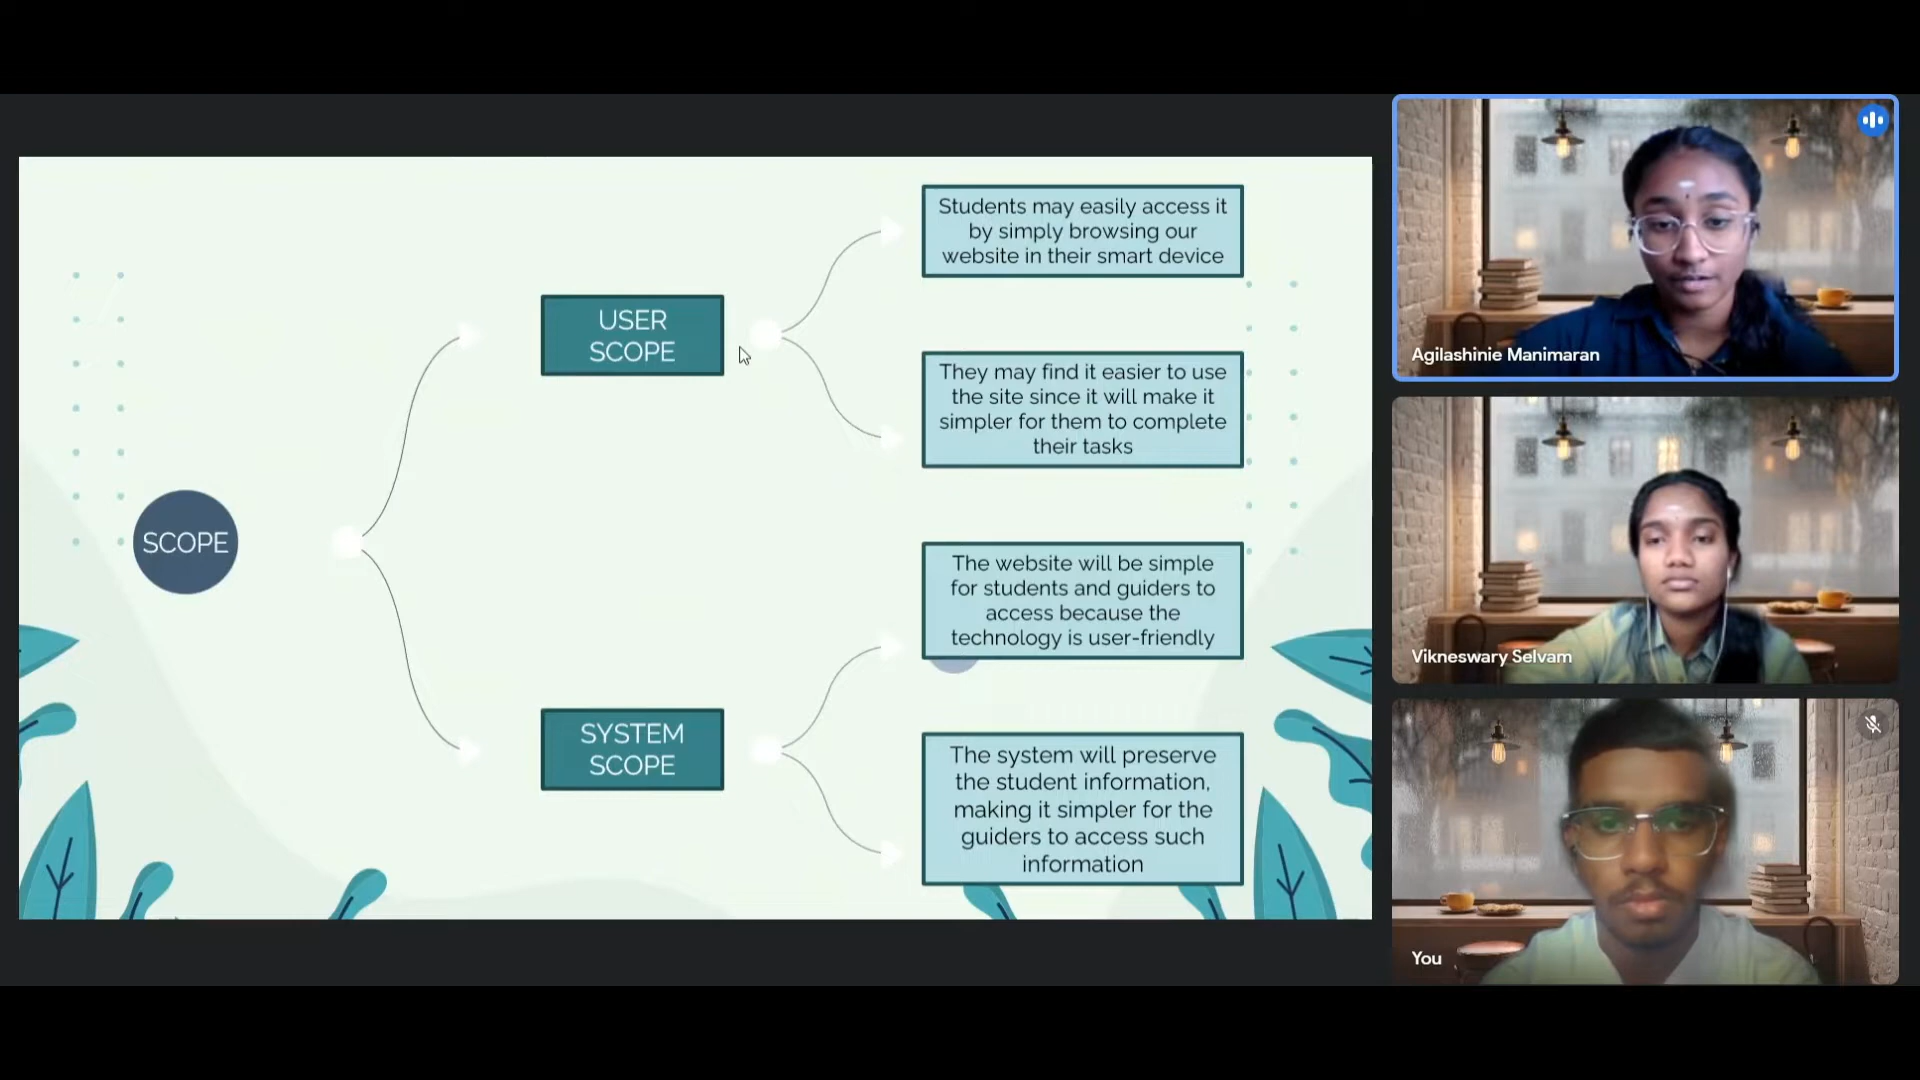 SCOPE
USER
SCOPE
Students may easily access it
by simply browsing our
website in their smart device
They may find it easier to use
the site since it will make it
simpler for them to complete
their tasks
SYSTEM
SCOPE
The website will be simple
for students and guiders to
access because the
technology is user-friendly
The system will preserve
the student information,
making it simpler for the
guiders to access such
information
Agilashinie Manimaran
Vikneswary Selvam
You